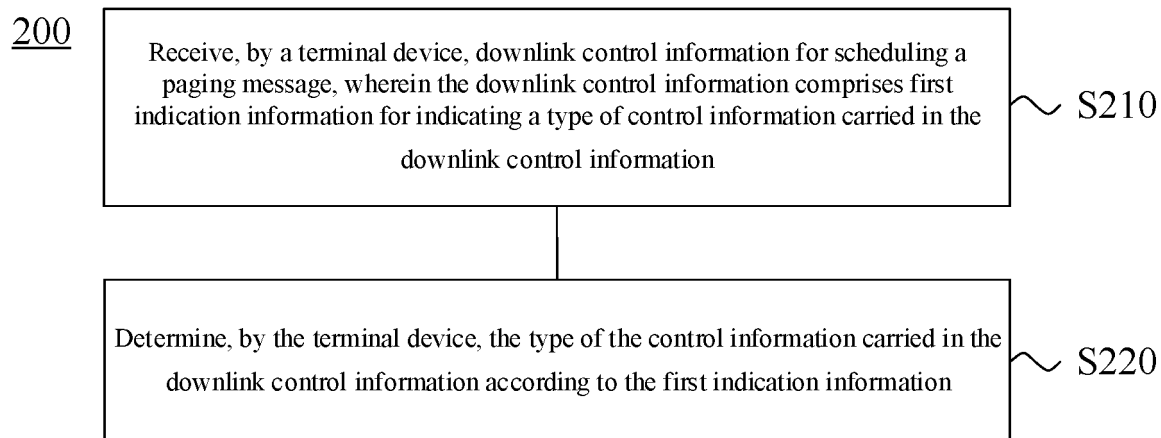 200
Receive, by a terminal device, downlink control information for scheduling a
paging message, wherein the downlink control information comprises first
indication information for indicating a type of control information carried in the
downlink control information
S210
Determine, by the terminal device, the type of the control information carried in the
downlink control information according to the first indication information
S220